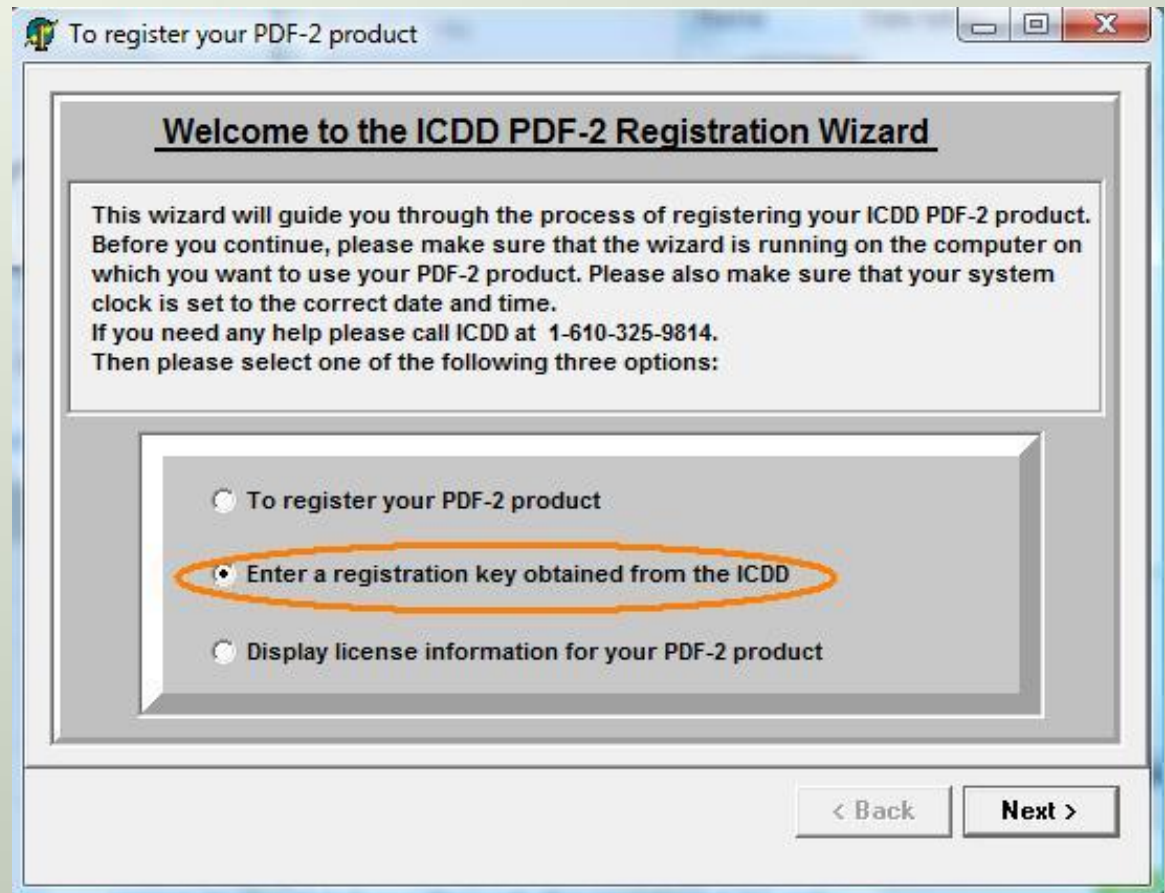 To register your PDF-2 product
Welcome to the ICDD PDF-2 Registration Wizard
This wizard will guide you through the process of registering your ICDD PDF-2 product.
Before you continue, please make sure that the wizard is running on the computer on
which you want to use your PDF-2 product. Please also make sure that your system
clock is set to the correct date and time.
If you need any help please call ICDD at 1-610-325-9814.
Then please select one of the following three options:
To register your PDF-2 product
Enter a registration key obtained from the ICDD
Display license information for your PDF-2 product
< Back Next >